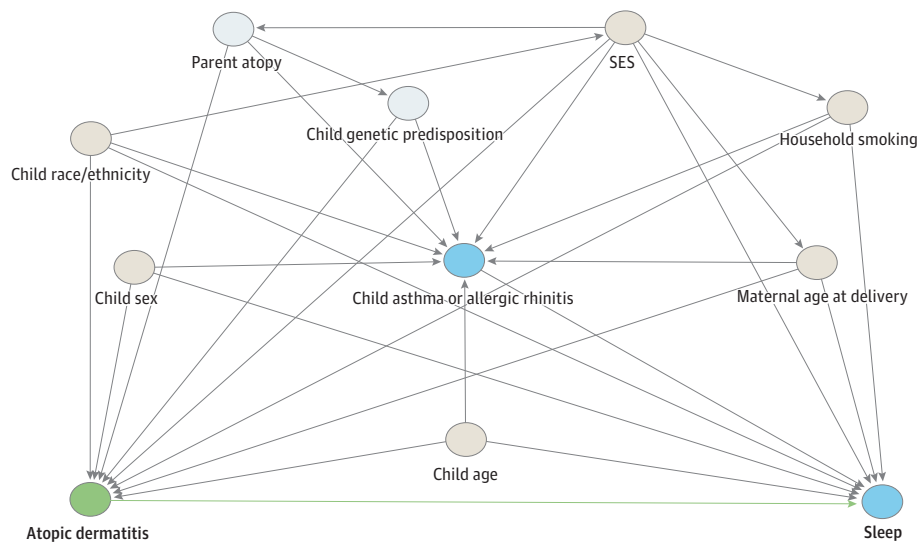 Parent atopy
SES
Child genetic predisposition
Household smoking
Child race/ethnicity
Child sex
Child asthma or allergic rhinitis
Maternal age at delivery
Child age
Atopic dermatitis
Sleep